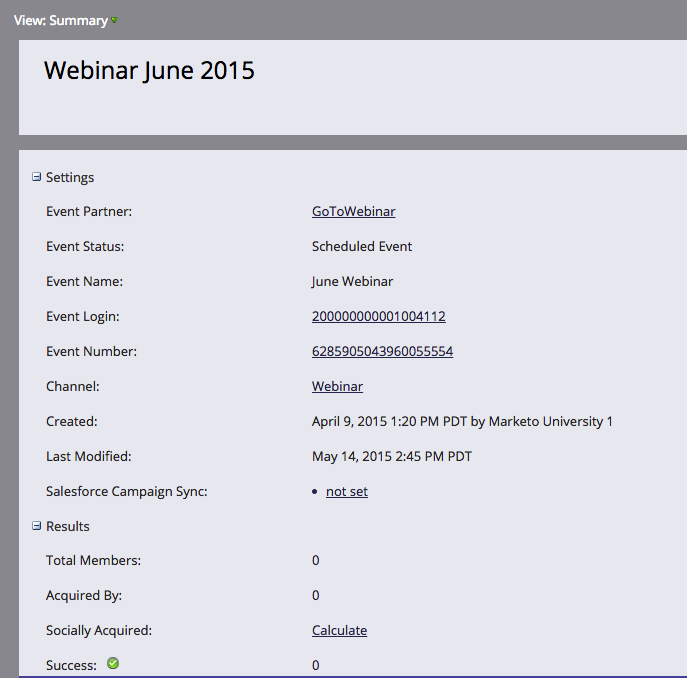 View: Summary
Webinar June 2015
Settings
Event Partner: GoToWebinar
Event Status: Scheduled Event
Event Name: June Webinar
Event Login: 200000000001004112
Event Number: 6285905043960055554
Channel: Webinar
Created: April 9, 2015 1:20 PM PDT by Marketo University 1
Last Modified: May 14, 2015 2:45 PM PDT
Salesforce Campaign Sync: • not set
Results
Total Members: 0
Acquired By: 0
Socially Acquired: Calculate
Success: 0